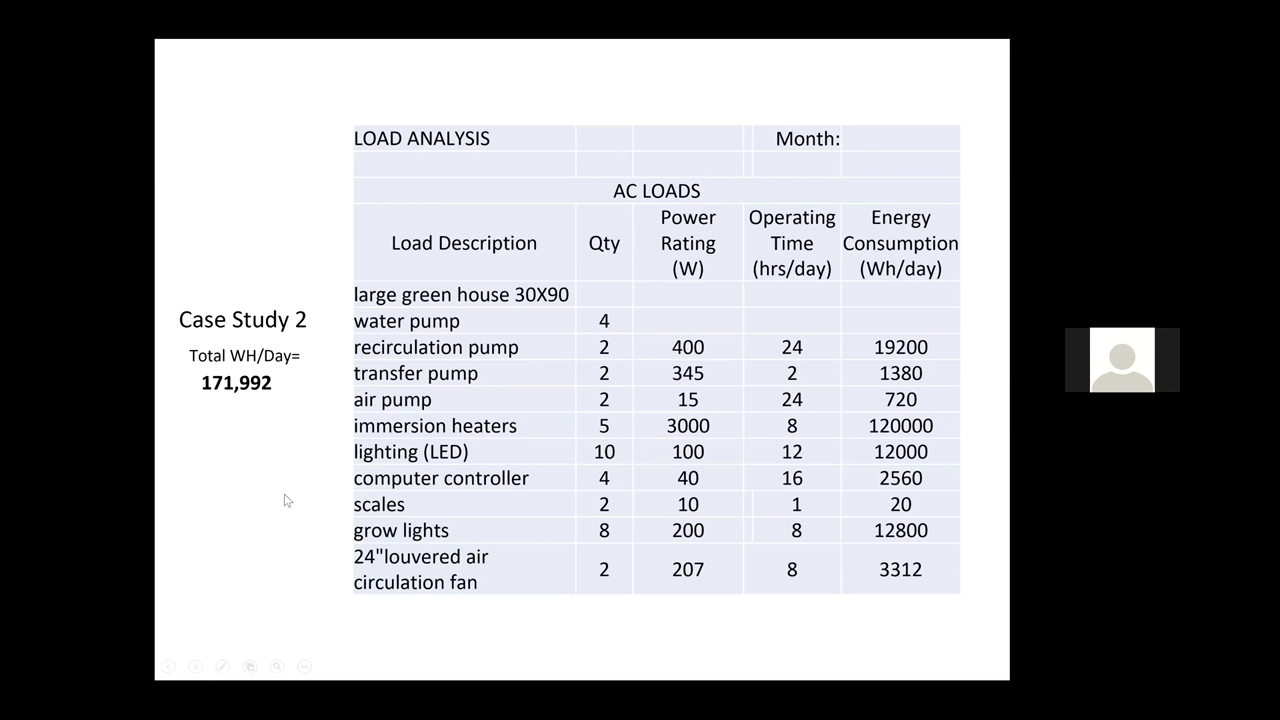 LOAD ANALYSIS Month:
AC LOADS
Load Description Qty Power Rating (W) Operating Time (hrs/day) Energy Consumption (Wh/day)
large green house 30X90
water pump 4
recirculation pump 2 400 24 19200
transfer pump 2 345 2 1380
air pump 2 15 24 720
immersion heaters 5 3000 8 120000
lighting (LED) 10 100 12 12000
computer controller 4 40 16 2560
scales 2 10 1 20
grow lights 8 200 8 12800
24"louvered air circulation fan 2 207 8 3312
Case Study 2
Total WH/Day=
171,992